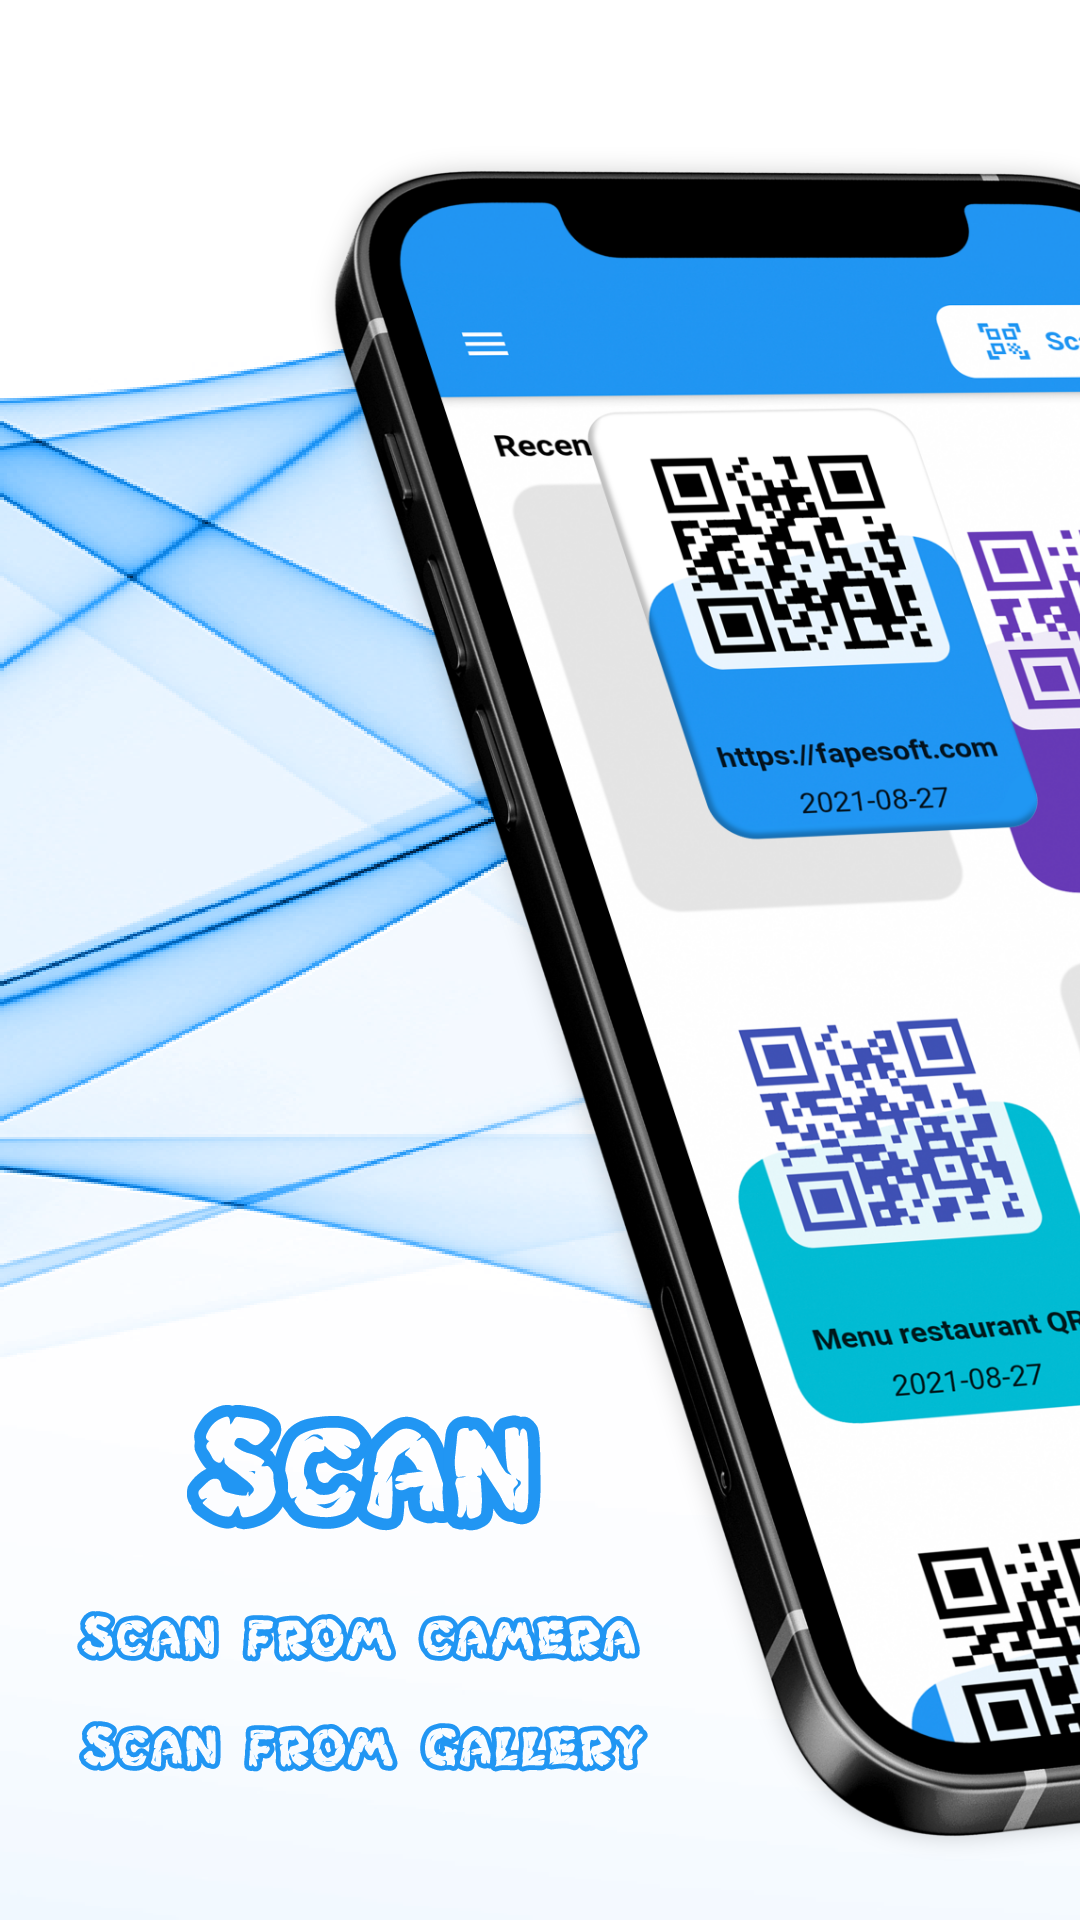 Recen
https://fapesoft.com
2021-08-27
Menu restaurant QR
2021-08-27
Scan
Scan from camera
Scan from Gallery